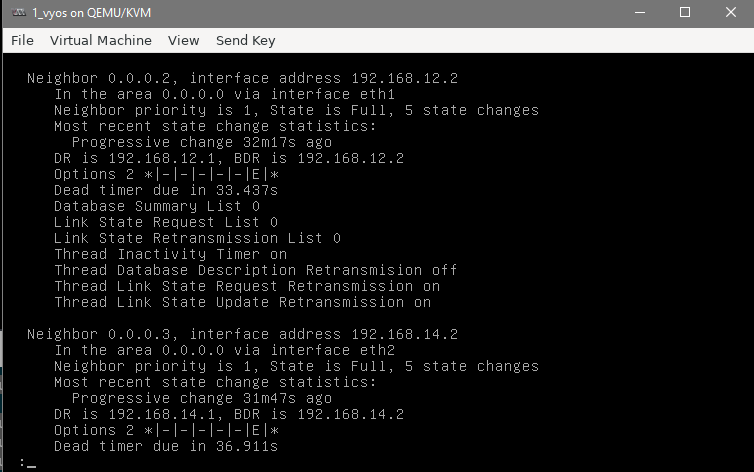 1_vyos on QEMU/KVM
File Virtual Machine View Send Key
Neighbor 0.0.0.2, interface address 192.168.12.2
In the area 0.0.0.0 via interface eth1
Neighbor priority is 1, State is Full, 5 state changes
Most recent state change statistics:
Progressive change 32m17s ago
DR is 192.168.12.1, BDR is 192.168.12.2
Options 2 *|-|-|-|-|-|E|*
Dead timer due in 33.437s
Database Summary List 0
Link State Request List 0
Link State Retransmission List 0
Thread Inactivity Timer on
Thread Database Description Retransmision off
Thread Link State Request Retransmission on
Thread Link State Update Retransmission on
Neighbor 0.0.0.3, interface address 192.168.14.2
In the area 0.0.0.0 via interface eth2
Neighbor priority is 1, State is Full, 5 state changes
Most recent state change statistics:
Progressive change 31m47s ago
DR is 192.168.14.1, BDR is 192.168.14.2
Options 2 *|-|-|-|-|-|E|*
Dead timer due in 36.911s
:_